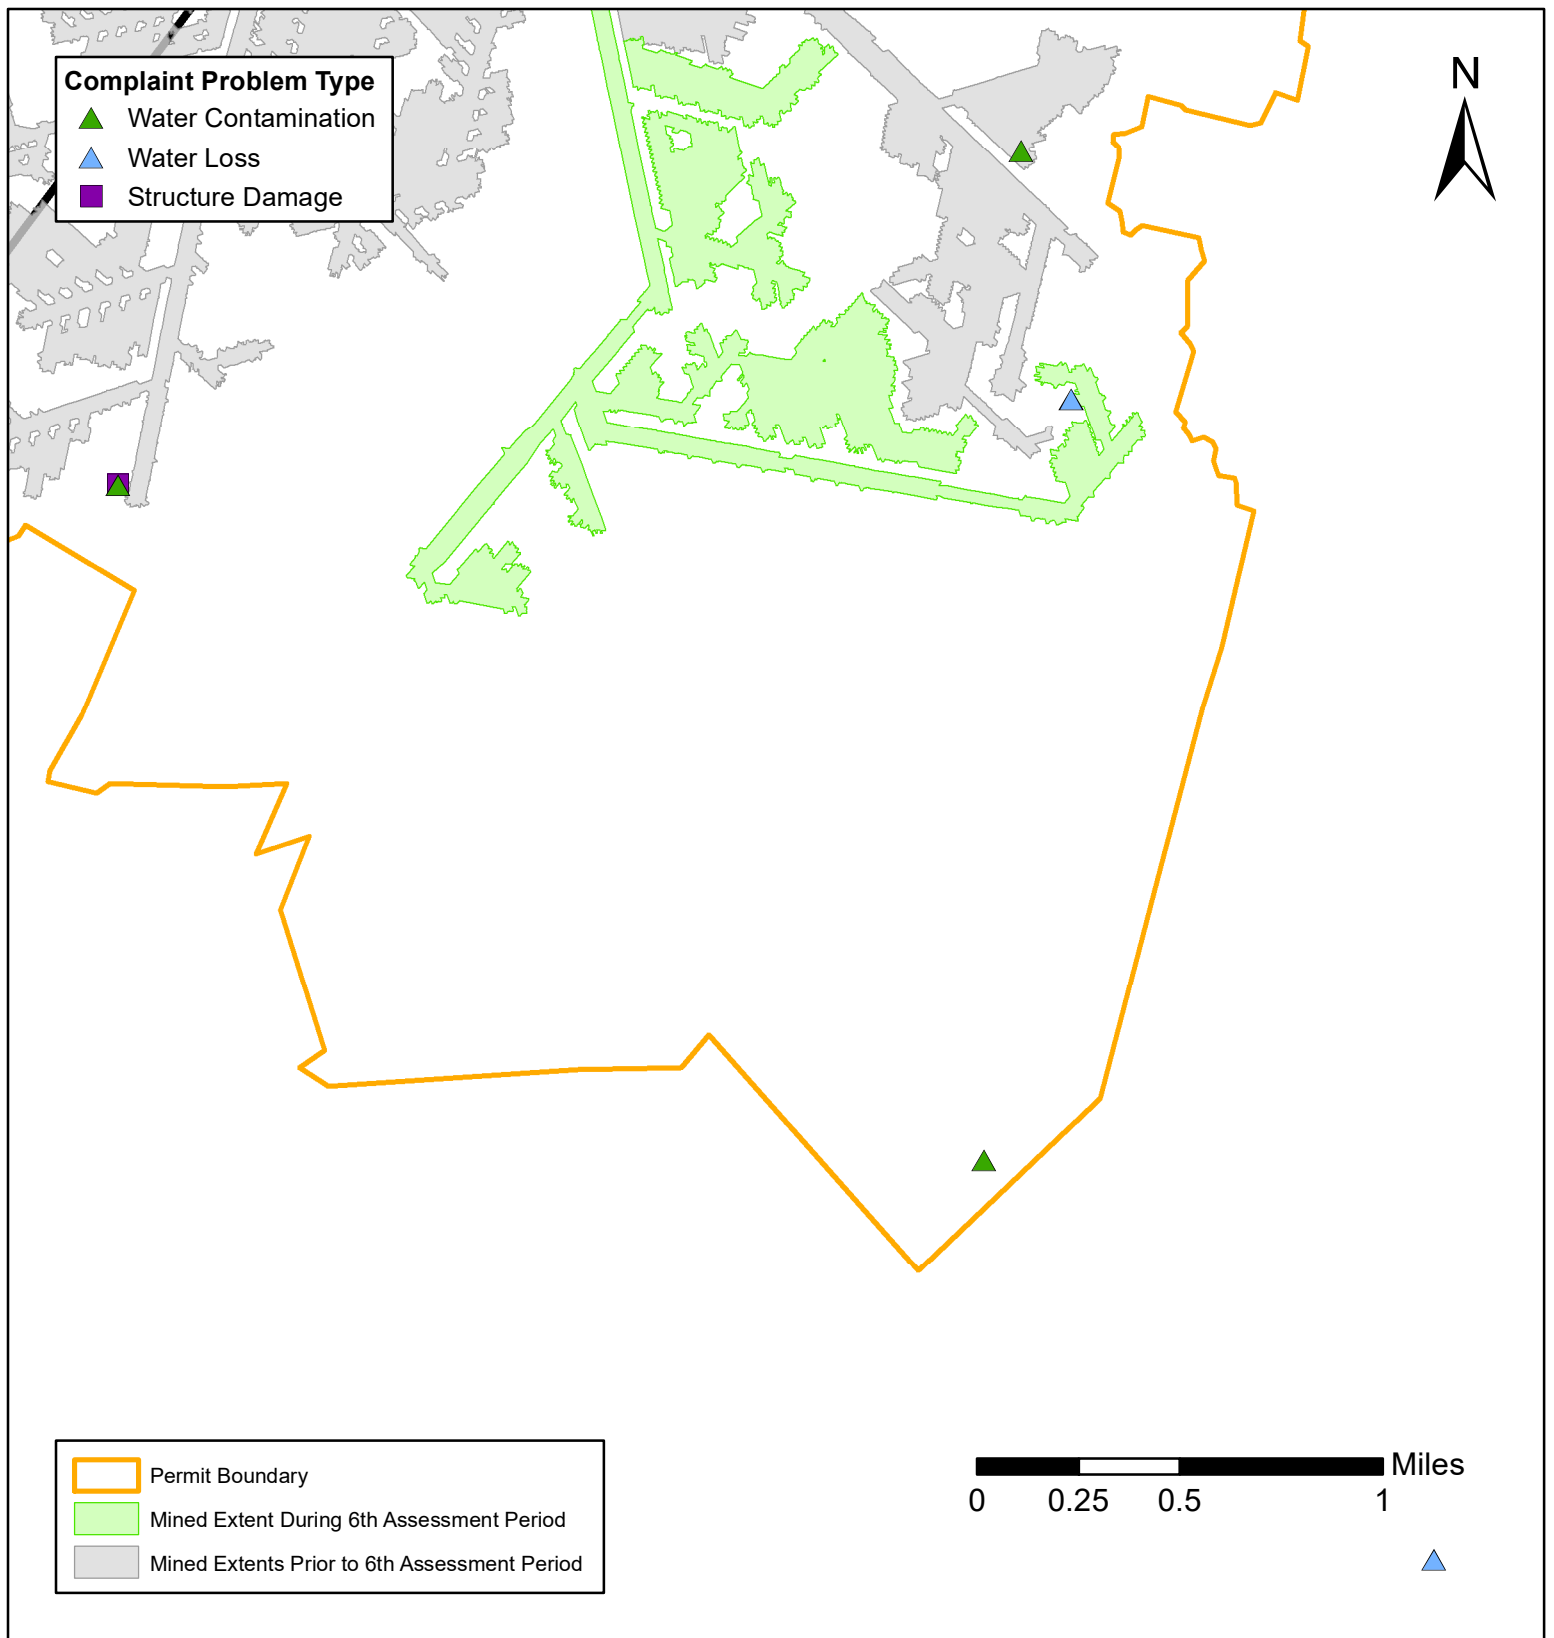 Complaint Problem Type
Water Contamination
Water Loss
Structure Damage
N
Permit Boundary
Mined Extent During 6th Assessment Period
Mined Extents Prior to 6th Assessment Period
Miles
0 0.25 0.5 1